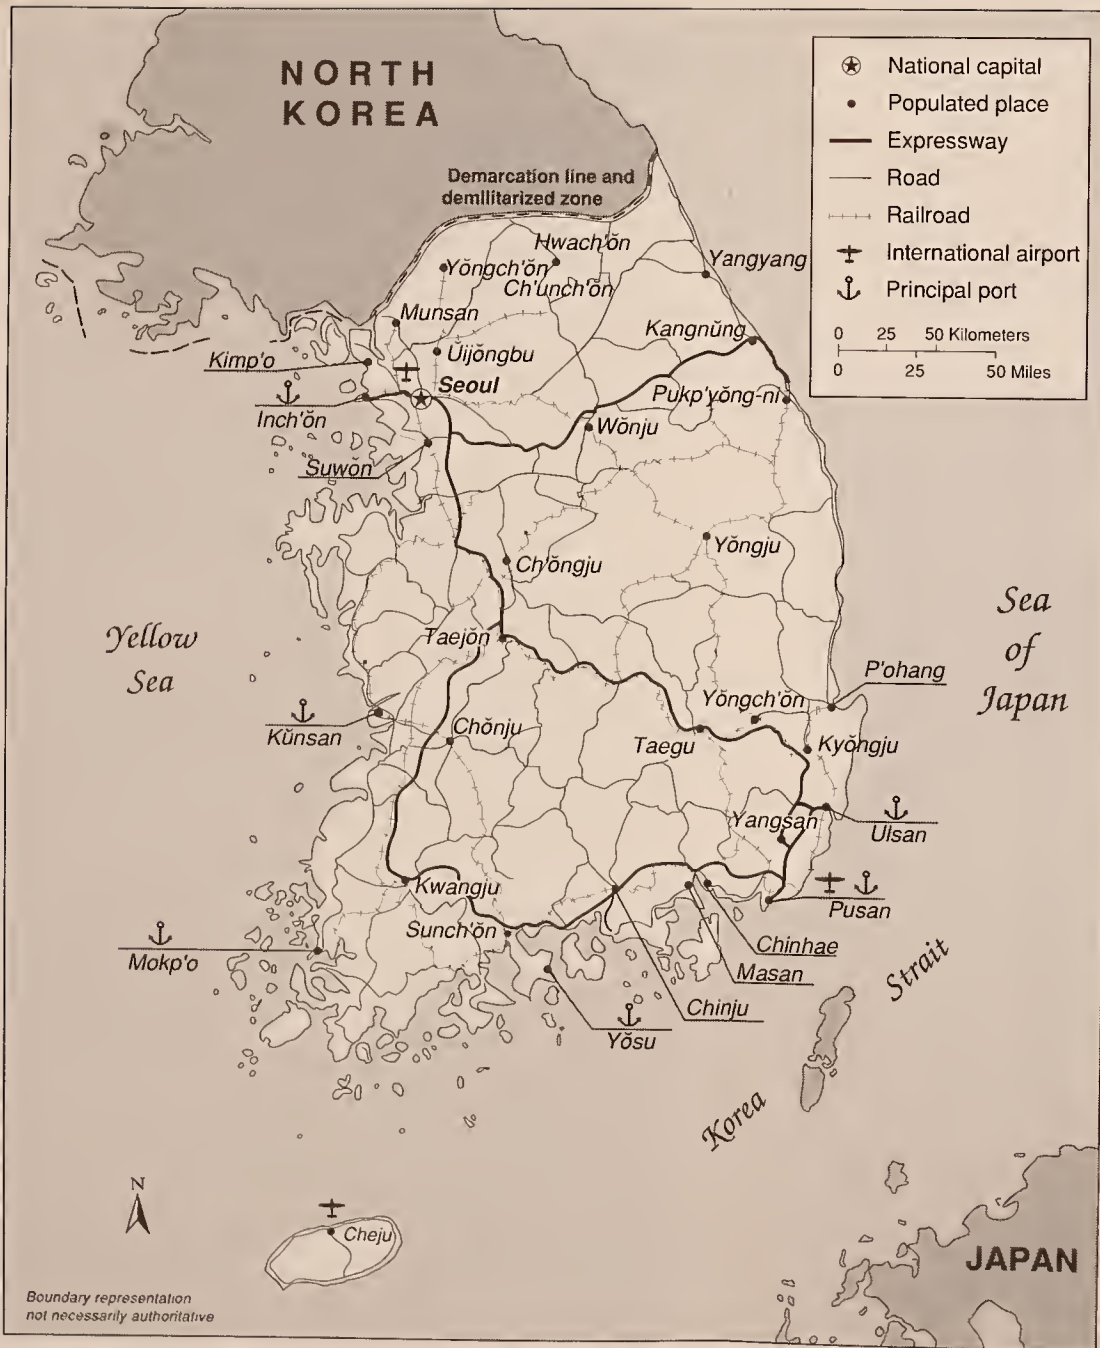 NORTH
KOREA
National capital
Populated place
Expressway
Road
Railroad
International airport
Principal port
0 25 50 Kilometers
0 25 50 Miles
Demarcation line and
demilitarized zone
Hwach'ŏn
Yŏngch'ŏn
Ch'unch'ŏn
Yangyang
Munsan
Kangnŭng
Ŭijŏngbu
Kimp'o
Seoul
Pukp'yŏng-ni
Inch'ŏn
Wŏnju
Suwŏn
Yŏngju
Ch'ŏngju
Sea
of
Japan
Yellow
Sea
Taejŏn
P'ohang
Yŏngch'ŏn
Kŭnsan
Chŏnju
Taegu
Kyŏngju
Yangsan
Ulsan
Kwangju
Pusan
Sunch'ŏn
Chinhae
Mokp'o
Masan
Chinju
Yŏsu
Korea Strait
N
Cheju
JAPAN
Boundary representation
not necessarily authoritative